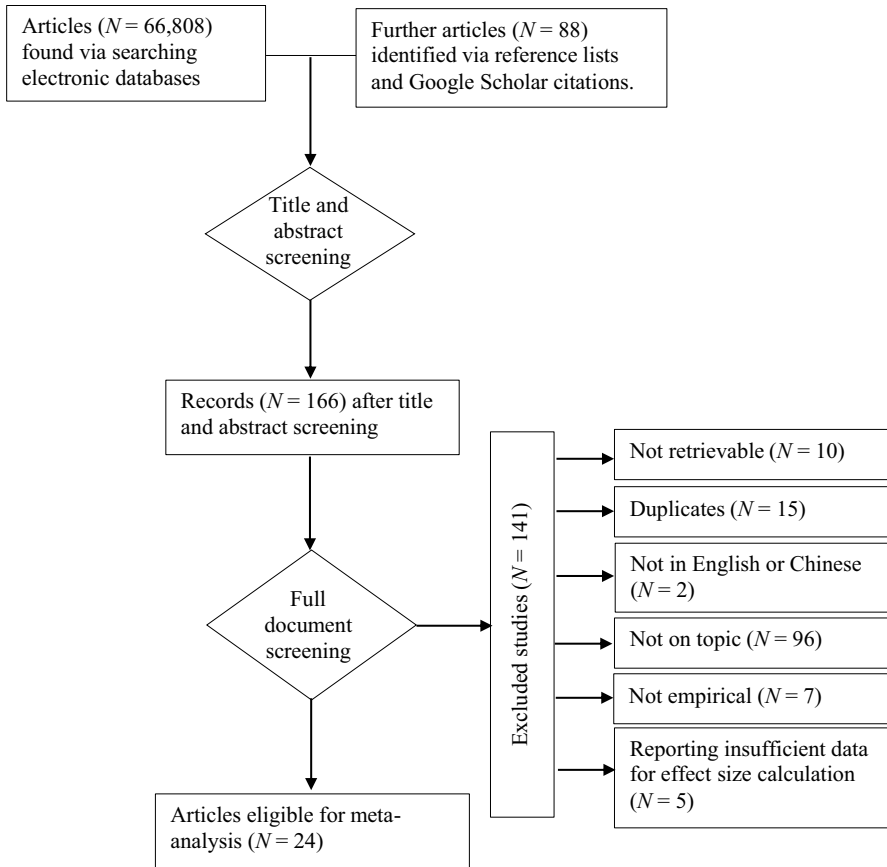 Articles (N = 66,808)
found via searching
electronic databases
Further articles (N = 88)
identified via reference lists
and Google Scholar citations.
Title and
abstract
screening
Records (N = 166) after title
and abstract screening
Full
document
screening
Excluded studies (N = 141)
Not retrievable (N = 10)
Duplicates (N = 15)
Not in English or Chinese
(N = 2)
Not on topic (N = 96)
Not empirical (N = 7)
Reporting insufficient data
for effect size calculation
(N = 5)
Articles eligible for meta-
analysis (N = 24)